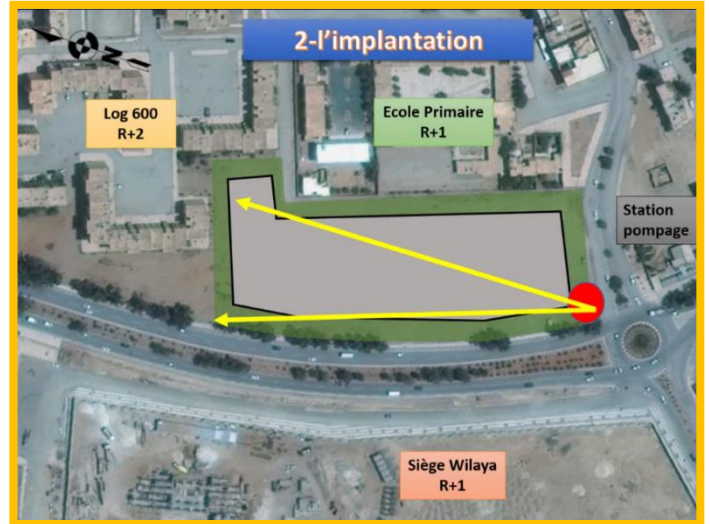 2-l'implantation
N
Log 600
R+2
Ecole Primaire
R+1
Station
pompage
Siège Wilaya
R+1